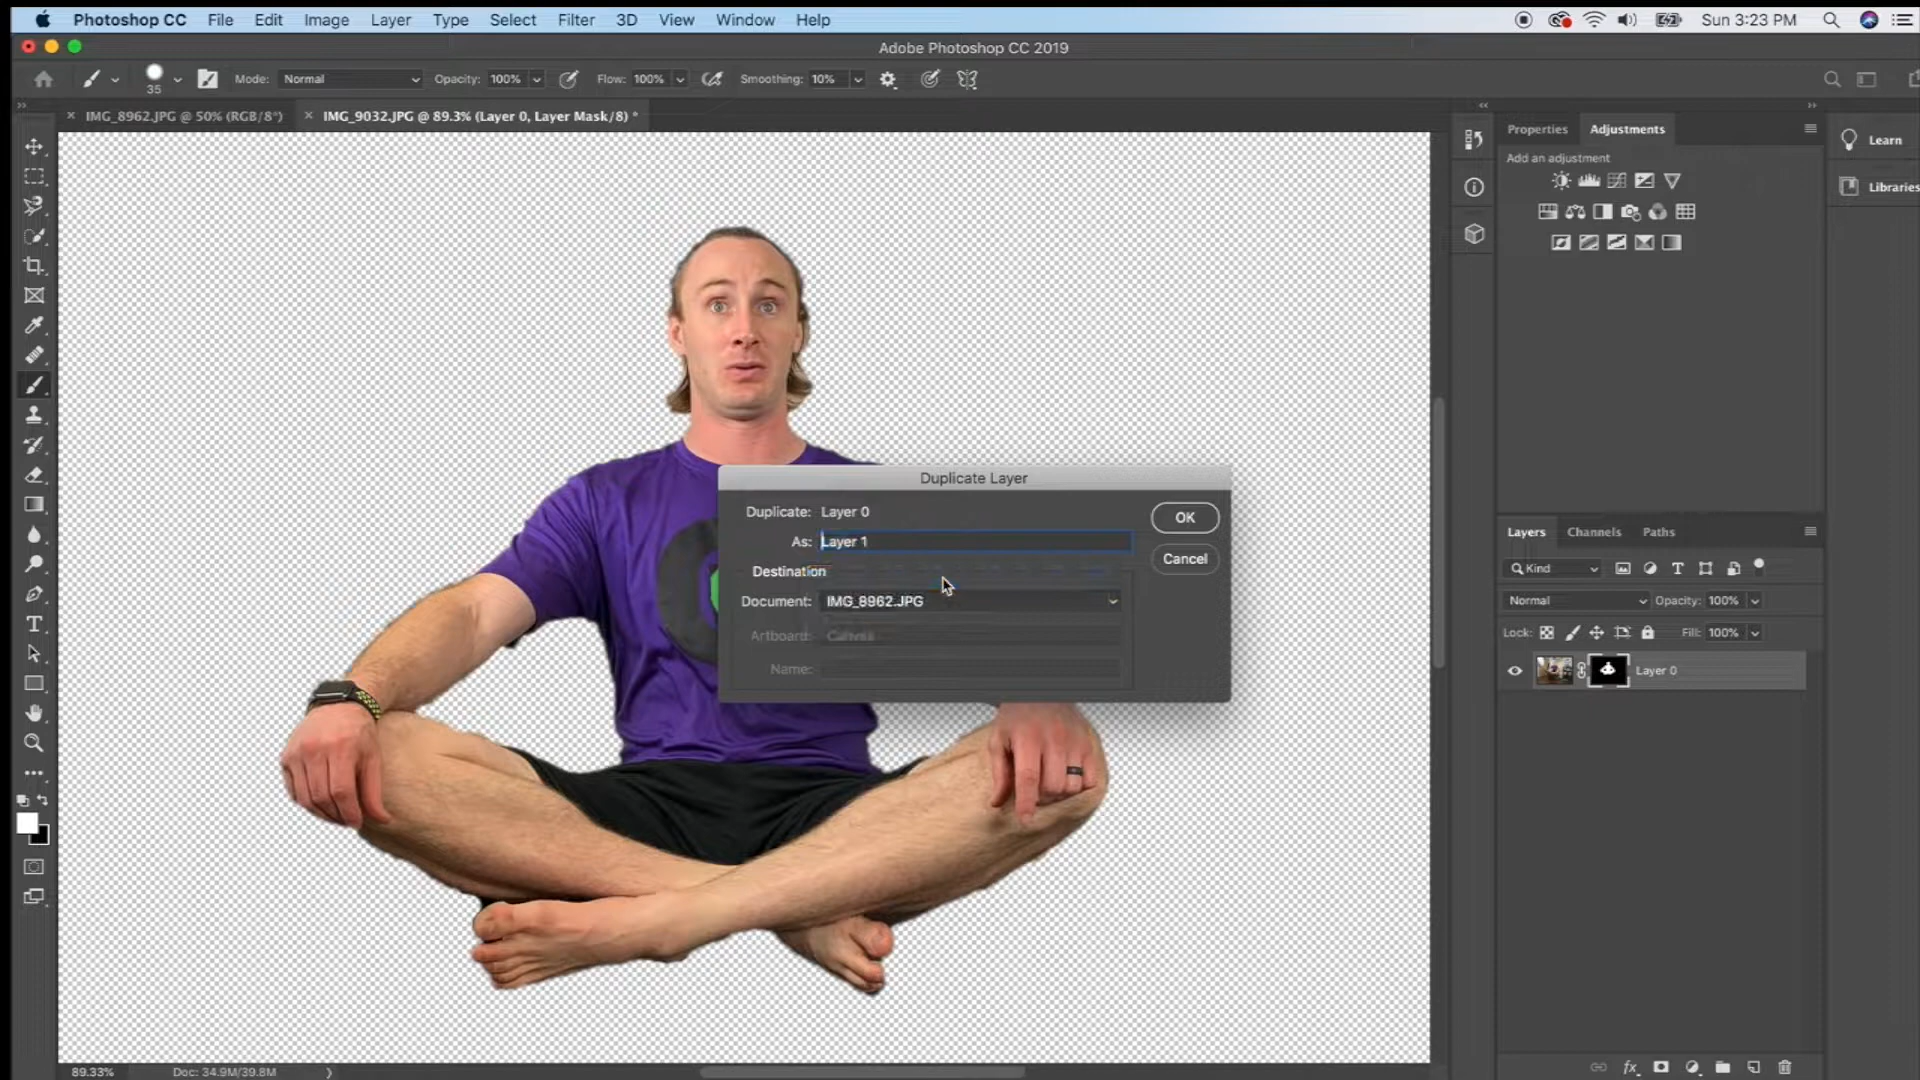 Photoshop CC File Edit Image Layer Type Select Filter 3D View Window Help Sun 3:23 PM
Adobe Photoshop CC 2019
35 Mode: Normal Opacity: 100% Flow: 100% Smoothing: 10%
IMG_8962.JPG @ 50% (RGB/8*) IMG_9032.JPG @ 89.3% (Layer 0, Layer Mask/8) *
Properties Adjustments
Learn
Add an adjustment
Libraries
Duplicate Layer
Duplicate: Layer 0
OK
As: Layer 1
Cancel
Destination
Document: IMG_8962.JPG
Artboard: Canvas
Name:
Layers Channels Paths
Kind
Normal Opacity: 100%
Lock: Fill: 100%
Layer 0
fx
89.33% Doc: 34.9M/39.8M